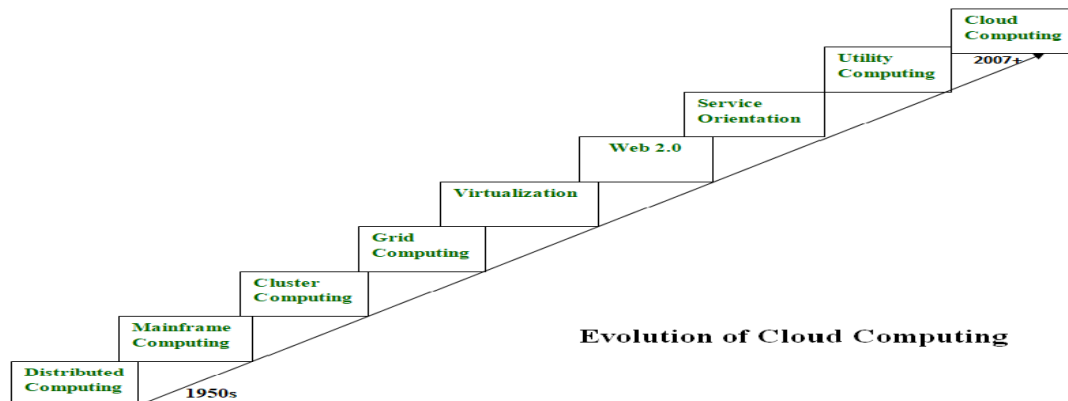 Cloud
Computing
2007+
Utility
Computing
Service
Orientation
Web 2.0
Virtualization
Grid
Computing
Cluster
Computing
Mainframe
Computing
Evolution of Cloud Computing
Distributed
Computing
1950s